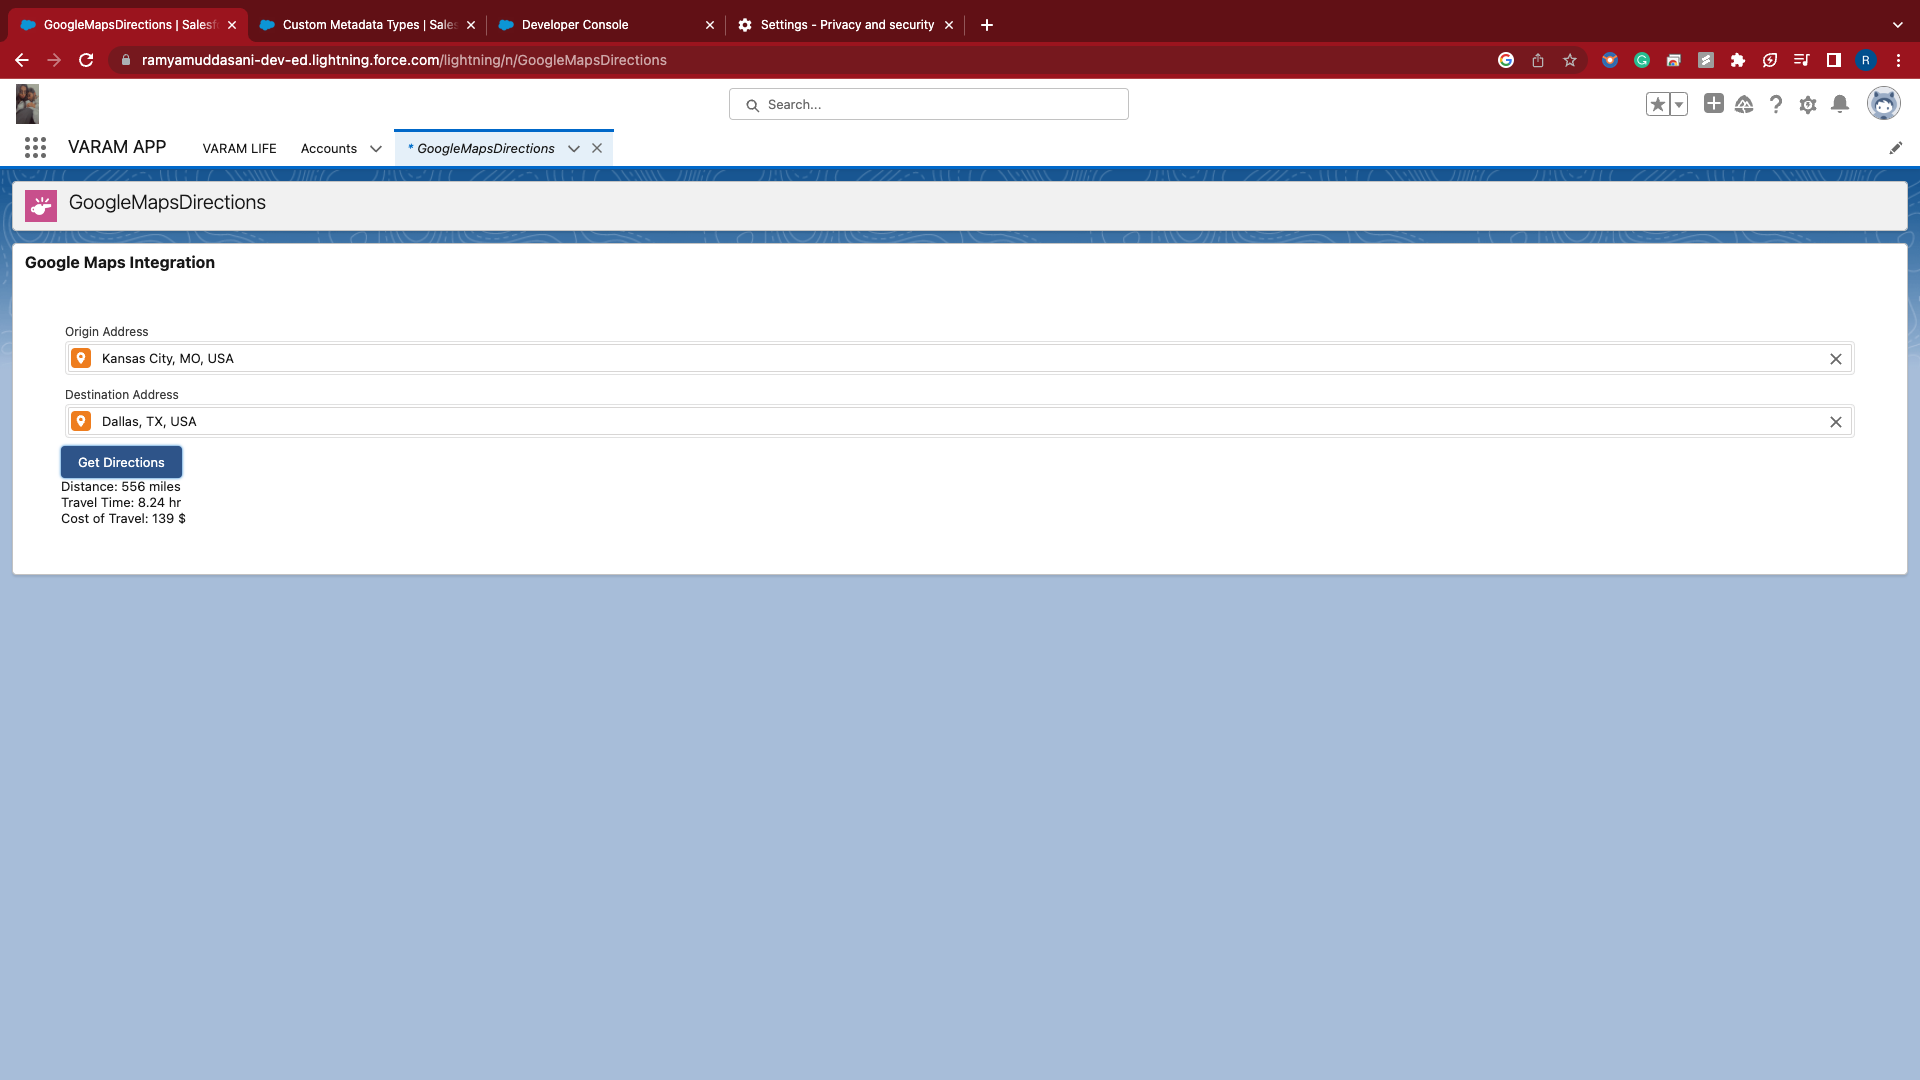 GoogleMapsDirections | Salesf
Custom Metadata Types | Sales
Developer Console
Settings - Privacy and security
ramyamuddasani-dev-ed.lightning.force.com/lightning/n/GoogleMapsDirections
R
Search...
VARAM APP
VARAM LIFE
Accounts
* GoogleMapsDirections
GoogleMapsDirections
Google Maps Integration
Origin Address
Kansas City, MO, USA
Destination Address
Dallas, TX, USA
Get Directions
Distance: 556 miles
Travel Time: 8.24 hr
Cost of Travel: 139 $